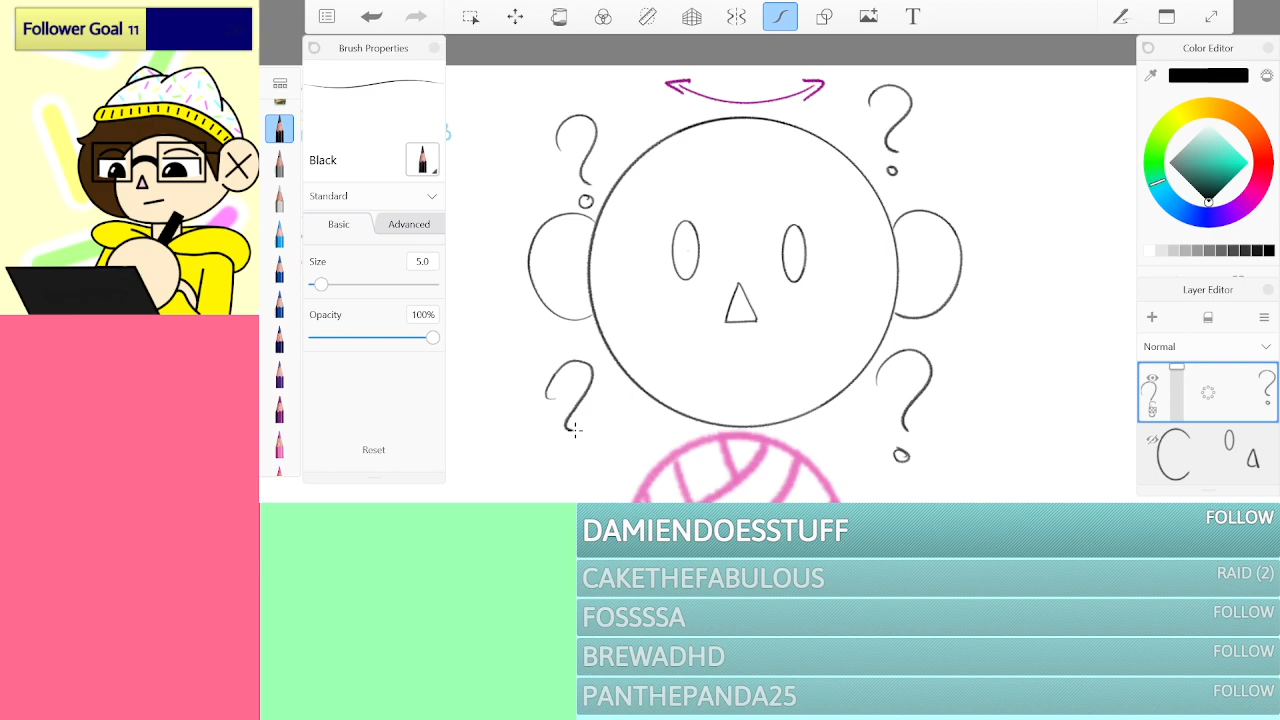 Follower Goal 11
Brush Properties
Color Editor
Black
Standard
Basic
Advanced
Size
5.0
Opacity
100%
Reset
Layer Editor
Normal
T
?
?
?
?
DAMIENDOESSTUFF
FOLLOW
CAKETHEFABULOUS
RAID (2)
FOSSSSA
FOLLOW
BREWADHD
FOLLOW
PANTHEPANDA25
FOLLOW